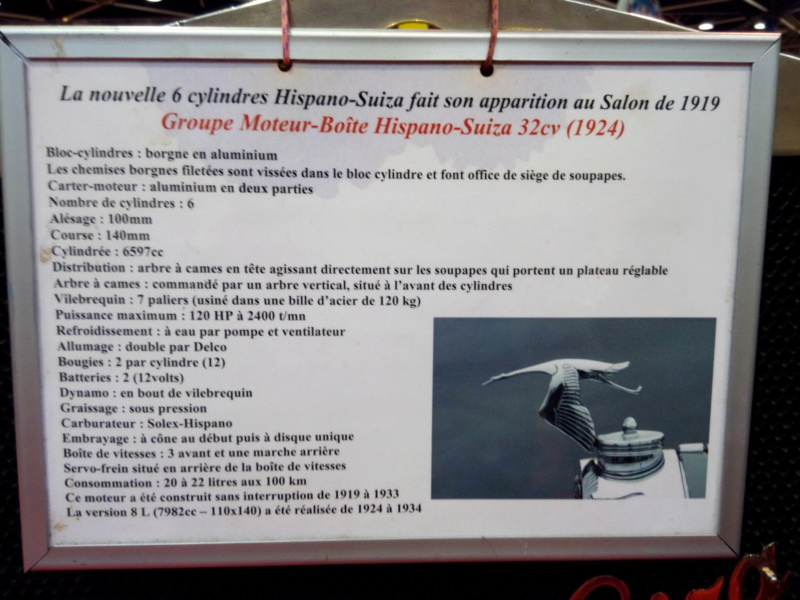 La nouvelle 6 cylindres Hispano-Suiza fait son apparition au Salon de 1919
Groupe Moteur-Boîte Hispano-Suiza 32cv (1924)
Bloc-cylindres : borgne en aluminium
Les chemises borgnes filetées sont vissées dans le bloc cylindre et font office de siège de soupapes.
Carter-moteur : aluminium en deux parties
Nombre de cylindres : 6
Alésage : 100mm
Course : 140mm
Cylindrée : 6597cc
Distribution : arbre à cames en tête agissant directement sur les soupapes qui portent un plateau réglable
Arbre à cames : commandé par un arbre vertical, situé à l'avant des cylindres
Vilebrequin : 7 paliers (usiné dans une bille d'acier de 120 kg)
Puissance maximum : 120 HP à 2400 t/mn
Refroidissement : à eau par pompe et ventilateur
Allumage : double par Delco
Bougies : 2 par cylindre (12)
Batteries : 2 (12volts)
Dynamo : en bout de vilebrequin
Graissage : sous pression
Carburateur : Solex-Hispano
Embrayage : à cône au début puis à disque unique
Boîte de vitesses : 3 avant et une marche arrière
Servo-frein situé en arrière de la boîte de vitesses
Consommation : 20 à 22 litres aux 100 km
Ce moteur a été construit sans interruption de 1919 à 1933
La version 8 L (7982cc – 110x140) a été réalisée de 1924 à 1934